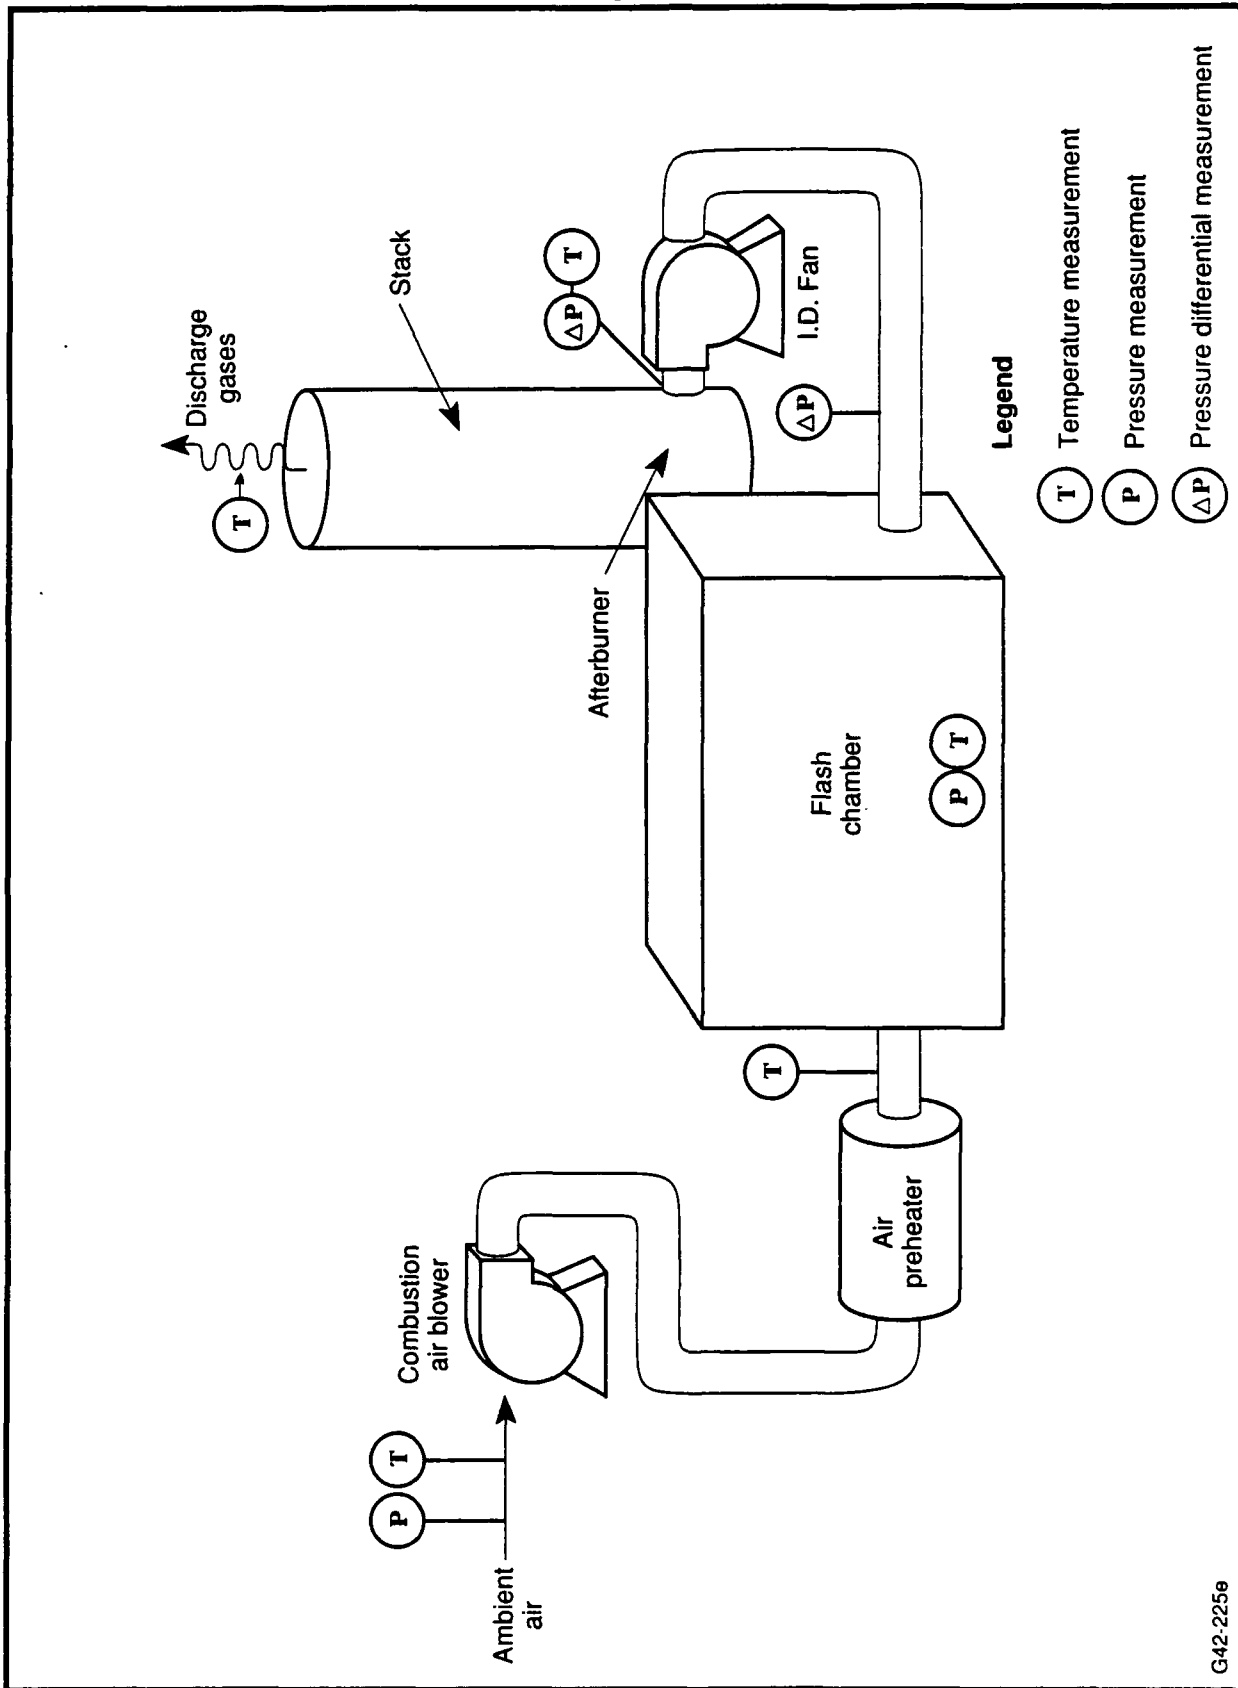 Discharge
gases
T
Stack
ΔP
T
Afterburner
I.D. Fan
ΔP
Combustion
air blower
P
T
Ambient
air
T
Air
preheater
Flash
chamber
P
T
Legend
T Temperature measurement
P Pressure measurement
ΔP Pressure differential measurement
G42-225e